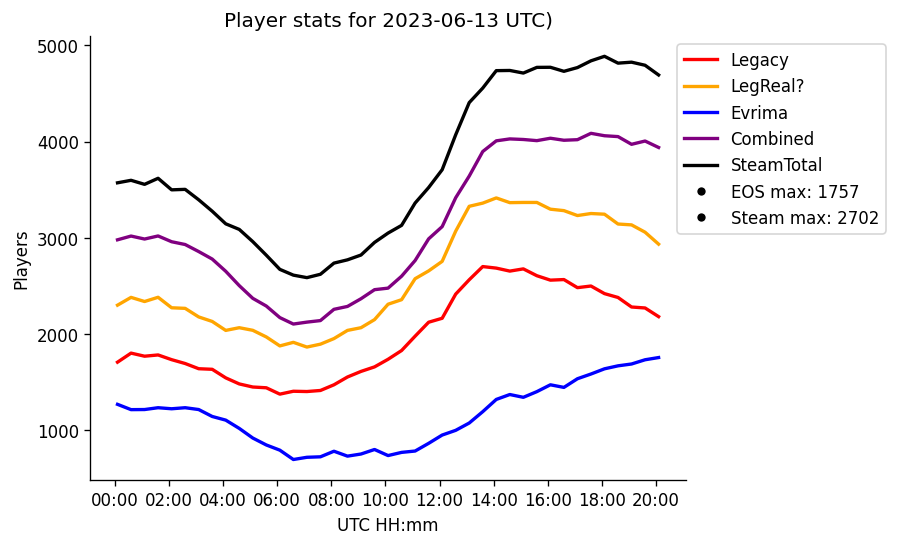 Player stats for 2023-06-13 UTC)
5000
4000
3000
2000
1000
Players
00:00 02:00 04:00 06:00 08:00 10:00 12:00 14:00 16:00 18:00 20:00
UTC HH:mm
Legacy
LegReal?
Evrima
Combined
SteamTotal
EOS max: 1757
Steam max: 2702